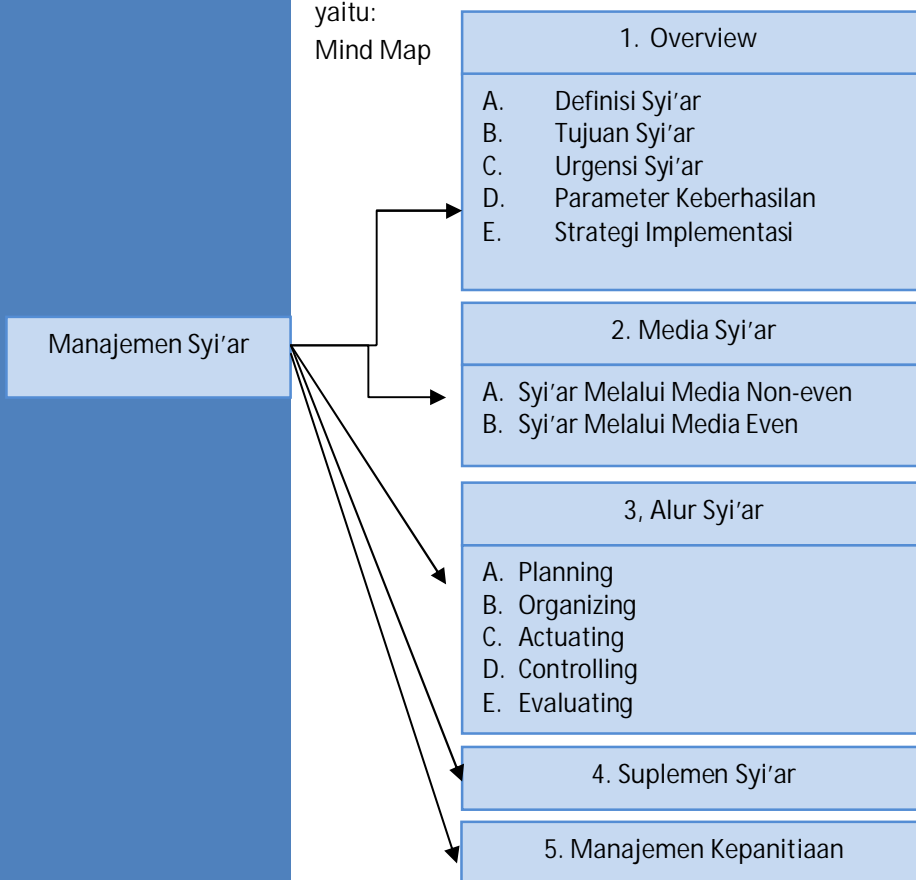 yaitu:
Mind Map
Manajemen Syi’ar
1. Overview
A. Definisi Syi’ar
B. Tujuan Syi’ar
C. Urgensi Syi’ar
D. Parameter Keberhasilan
E. Strategi Implementasi
2. Media Syi’ar
A. Syi’ar Melalui Media Non-even
B. Syi’ar Melalui Media Even
3, Alur Syi’ar
A. Planning
B. Organizing
C. Actuating
D. Controlling
E. Evaluating
4. Suplemen Syi’ar
5. Manajemen Kepanitiaan